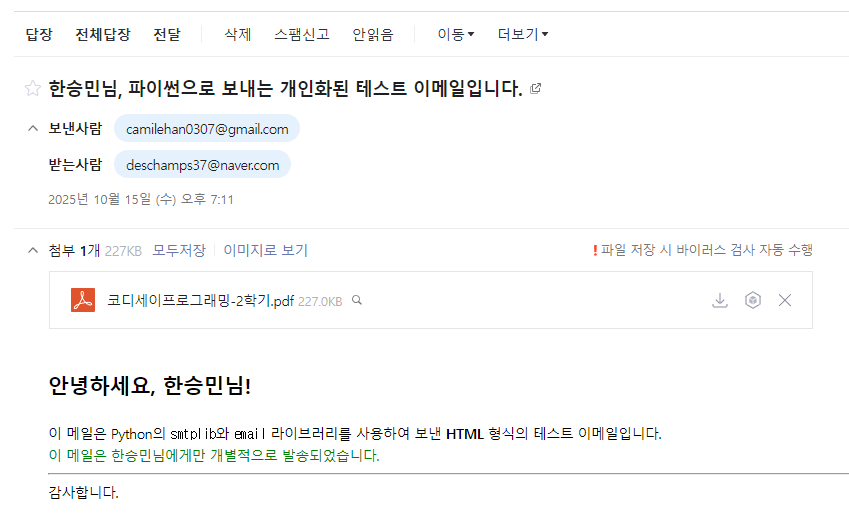 답장 전체답장 전달 삭제 스팸신고 안읽음 이동 더보기
한승민님, 파이썬으로 보내는 개인화된 테스트 이메일입니다.
보낸사람 camilehan0307@gmail.com
받는사람 deschamps37@naver.com
2025년 10월 15일 (수) 오후 7:11
첨부 1개 227KB 모두저장 이미지로 보기 ! 파일 저장 시 바이러스 검사 자동 수행
코디세이프로그래밍-2학기.pdf 227.0KB
안녕하세요, 한승민님!
이 메일은 Python의 smtplib와 email 라이브러리를 사용하여 보낸 HTML 형식의 테스트 이메일입니다.
이 메일은 한승민님에게만 개별적으로 발송되었습니다.
감사합니다.